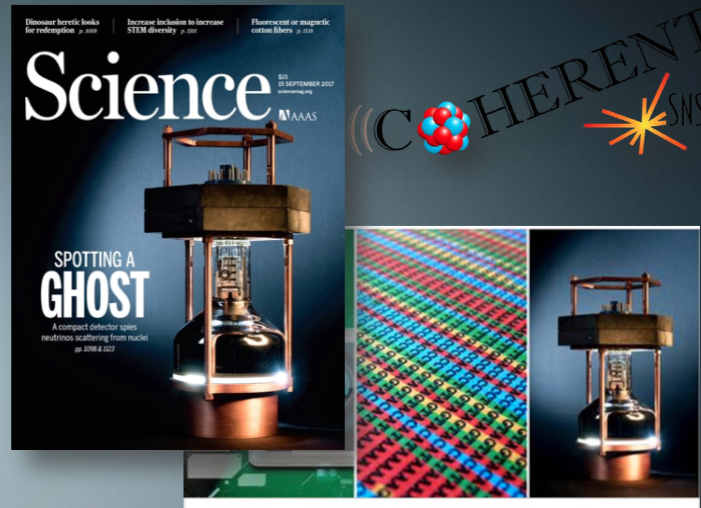 Dinosaur heretic looks
for redemption p. 1088
Increase inclusion to increase
STEM diversity p. 1101
Fluorescent or magnetic
cotton fibers p. 1118
Science
$15
15 SEPTEMBER 2017
sciencemag.org
AAAS
SPOTTING A
GHOST
A compact detector spies
neutrinos scattering from nuclei
pp. 1098 & 1123
COHERENT
SNS